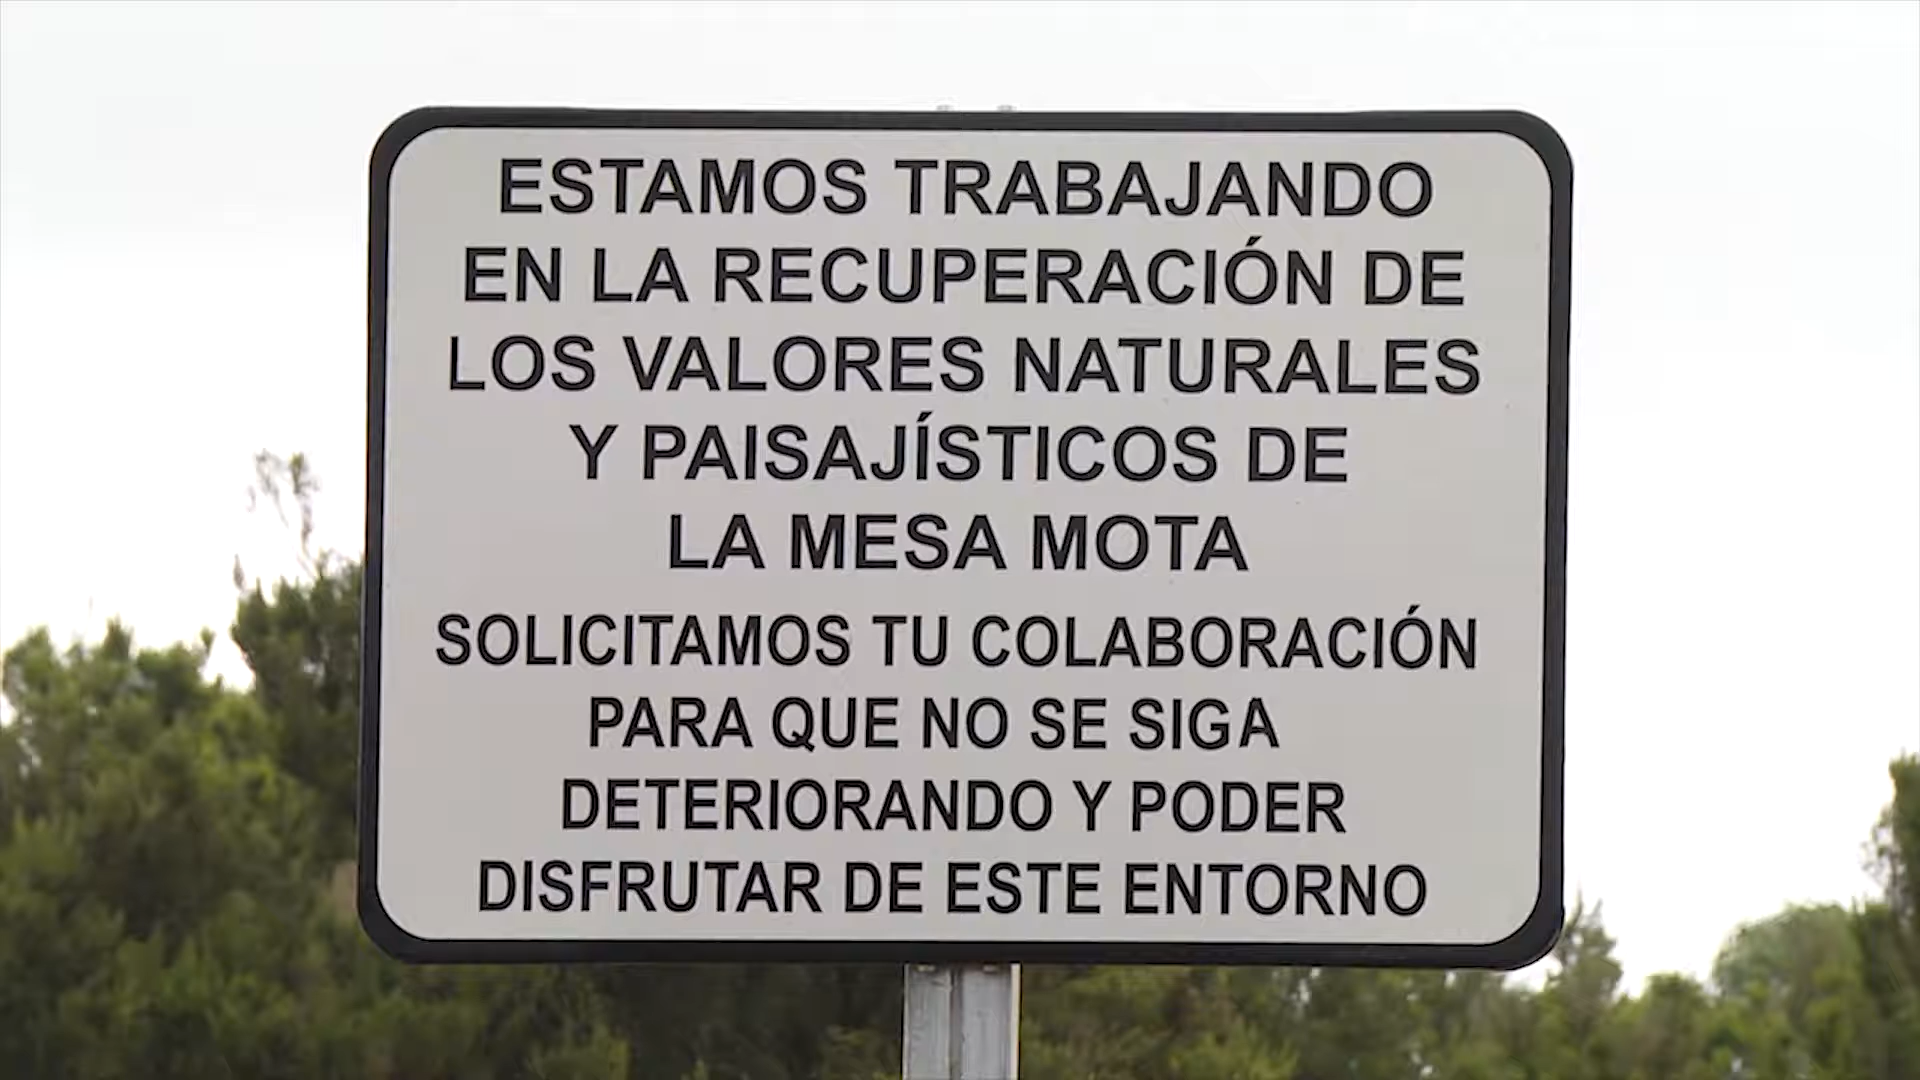 ESTAMOS TRABAJANDO
EN LA RECUPERACIÓN DE
LOS VALORES NATURALES
Y PAISAJÍSTICOS DE
LA MESA MOTA
SOLICITAMOS TU COLABORACIÓN
PARA QUE NO SE SIGA
DETERIORANDO Y PODER
DISFRUTAR DE ESTE ENTORNO